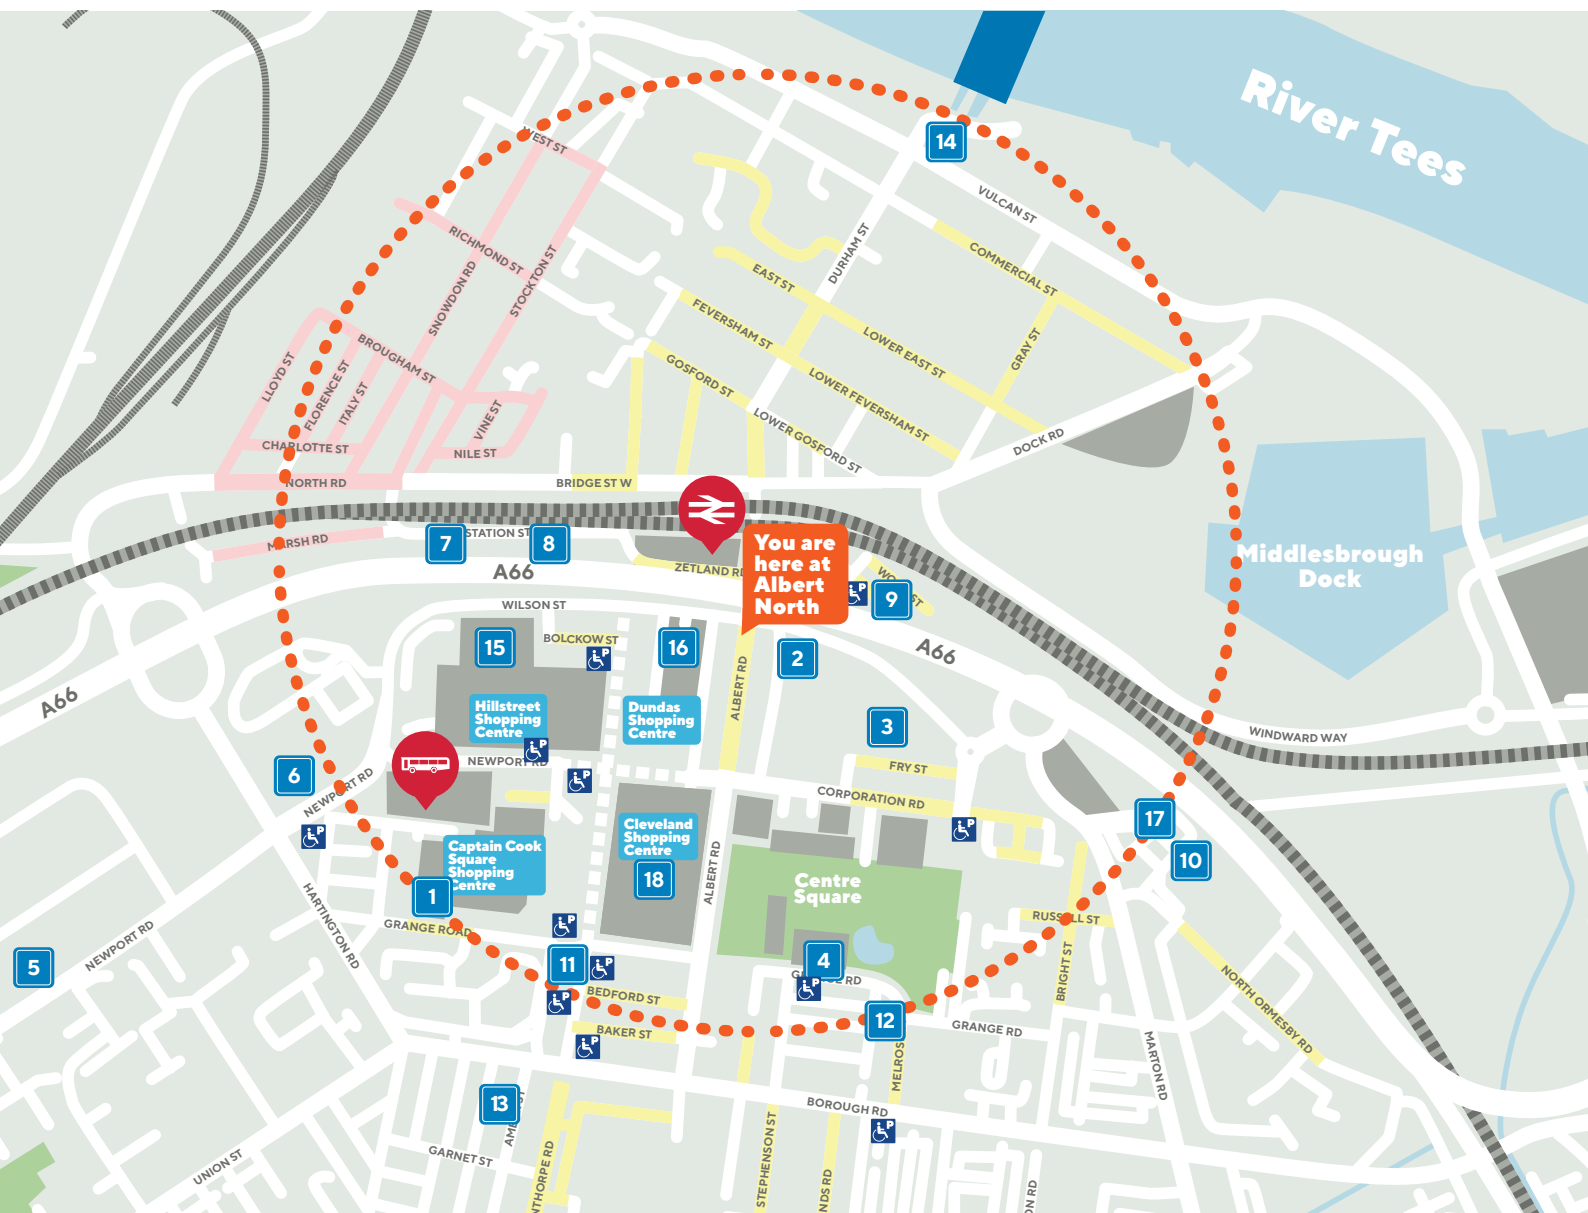 River Tees
14
WEST ST
VULCAN ST
RICHMOND ST
SNOWDON RD
STOCKTON ST
DURHAM ST
COMMERCIAL ST
EAST ST
FEVERSHAM ST
LOWER EAST ST
GRAY ST
LLOYD ST
FLORENCE ST
ITALY ST
BROUGHAM ST
GOSFORD ST
LOWER FEVERSHAM ST
VINE ST
CHARLOTTE ST
NILE ST
LOWER GOSFORD ST
DOCK RD
NORTH RD
BRIDGE ST W
MARSH RD
7
STATION ST
8
A66
ZETLAND RD
You are
here at
Albert
North
P
9
ST
Middlesbrough
Dock
WILSON ST
15
BOLCKOW ST
P
16
2
A66
A66
ALBERT RD
Hillstreet
Shopping
Centre
P
Dundas
Shopping
Centre
3
WINDWARD WAY
6
NEWPORT RD
NEWPORT RD
P
FRY ST
CORPORATION RD
P
P
17
10
Captain Cook
Square
Shopping
Centre
1
Cleveland
Shopping
Centre
18
ALBERT RD
Centre
Square
HARTINGTON RD
GRANGE ROAD
P
RUSSELL ST
NEWPORT RD
5
11
P
P
4
P
RD
BEDFORD ST
BAKER ST
P
12
GRANGE RD
BRIGHT ST
NORTH ORMESBY RD
MARTON RD
13
BOROUGH RD
P
GARNET ST
UNION ST
STEPHENSON ST